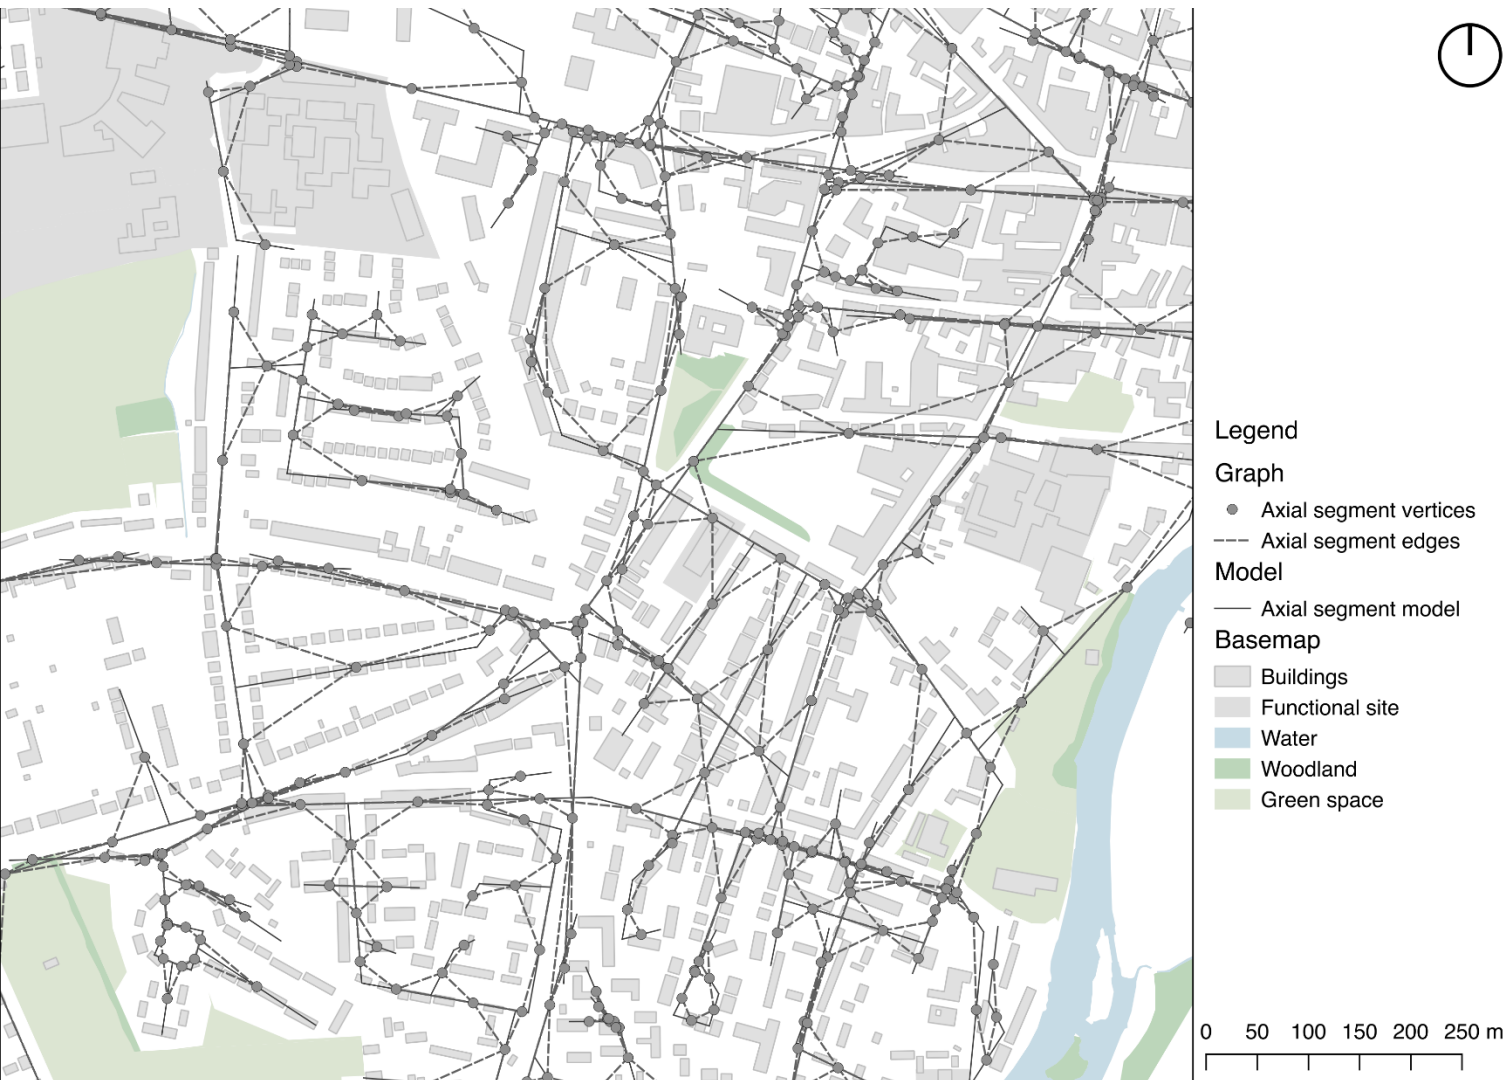 Legend
Graph
Axial segment vertices
Axial segment edges
Model
Axial segment model
Basemap
Buildings
Functional site
Water
Woodland
Green space
0 50 100 150 200 250 m